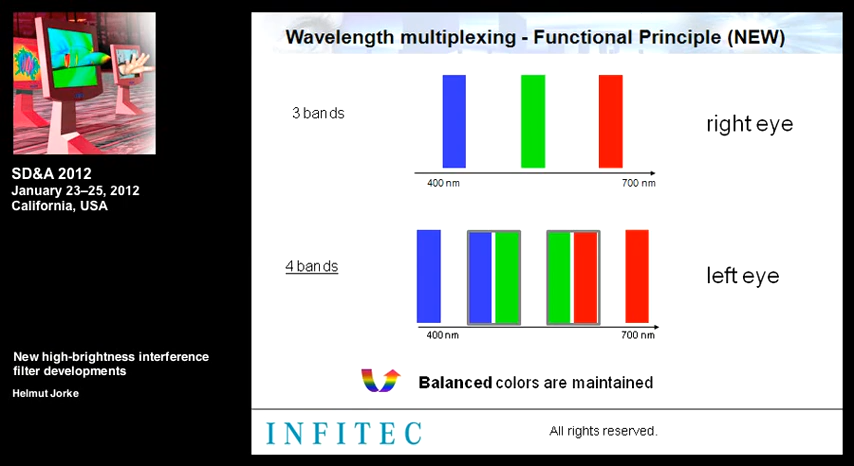 SD&A 2012
January 23–25, 2012
California, USA
New high-brightness interference
filter developments
Helmut Jorke
Wavelength multiplexing - Functional Principle (NEW)
3 bands
right eye
400 nm
700 nm
4 bands
left eye
400 nm
700 nm
Balanced colors are maintained
INFITEC
All rights reserved.